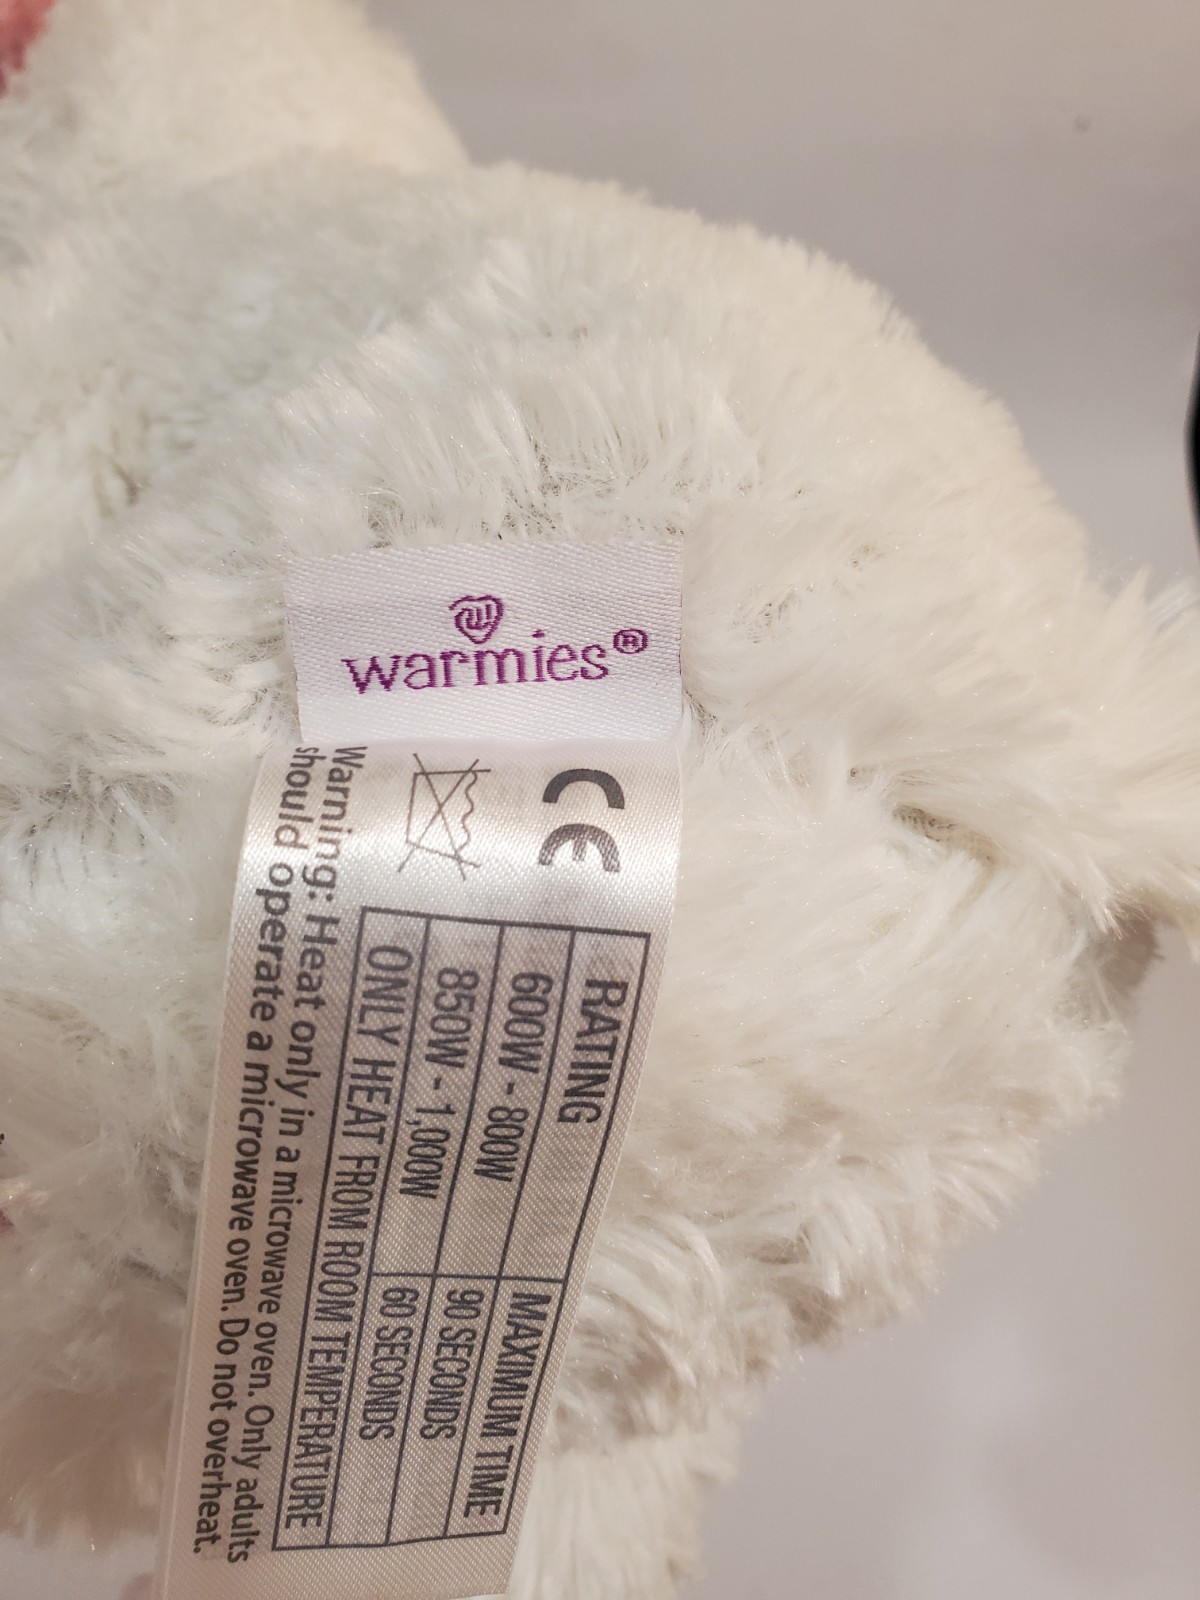 warmies®
CE
RATING MAXIMUM TIME
600W - 800W 90 SECONDS
850W - 1,000W 60 SECONDS
ONLY HEAT FROM ROOM TEMPERATURE
Warning: Heat only in a microwave oven. Only adults
should operate a microwave oven. Do not overheat.